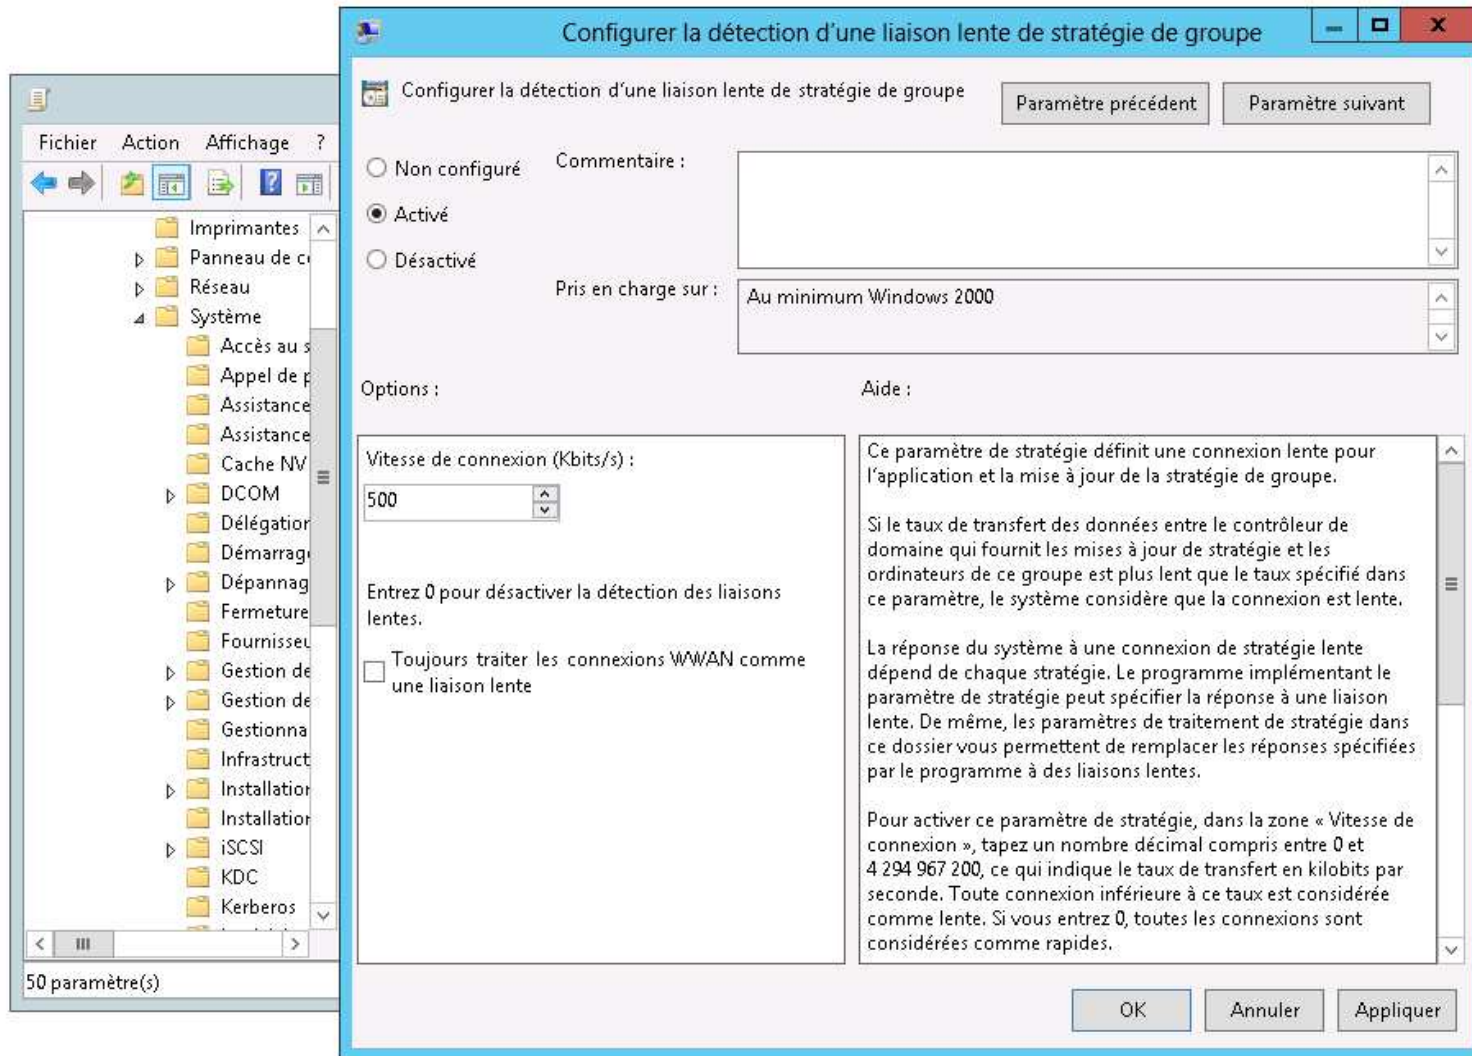 Configurer la détection d'une liaison lente de stratégie de groupe
Configurer la détection d'une liaison lente de stratégie de groupe
Paramètre précédent
Paramètre suivant
Fichier Action Affichage ?
Non configuré
Activé
Désactivé
Commentaire :
Pris en charge sur :
Au minimum Windows 2000
Imprimantes
Panneau de c
Réseau
Système
Accès au s
Appel de p
Assistance
Assistance
Cache NV
DCOM
Délégation
Démarrag
Dépannag
Fermeture
Fournisseu
Gestion de
Gestion de
Gestionna
Infrastruct
Installation
Installation
iSCSI
KDC
Kerberos
50 paramètre(s)
Options :
Vitesse de connexion (Kbits/s) :
500
Entrez 0 pour désactiver la détection des liaisons
lentes.
Toujours traiter les connexions WWAN comme
une liaison lente
Aide :
Ce paramètre de stratégie définit une connexion lente pour
l'application et la mise à jour de la stratégie de groupe.
Si le taux de transfert des données entre le contrôleur de
domaine qui fournit les mises à jour de stratégie et les
ordinateurs de ce groupe est plus lent que le taux spécifié dans
ce paramètre, le système considère que la connexion est lente.
La réponse du système à une connexion de stratégie lente
dépend de chaque stratégie. Le programme implémentant le
paramètre de stratégie peut spécifier la réponse à une liaison
lente. De même, les paramètres de traitement de stratégie dans
ce dossier vous permettent de remplacer les réponses spécifiées
par le programme à des liaisons lentes.
Pour activer ce paramètre de stratégie, dans la zone « Vitesse de
connexion », tapez un nombre décimal compris entre 0 et
4 294 967 200, ce qui indique le taux de transfert en kilobits par
seconde. Toute connexion inférieure à ce taux est considérée
comme lente. Si vous entrez 0, toutes les connexions sont
considérées comme rapides.
OK
Annuler
Appliquer